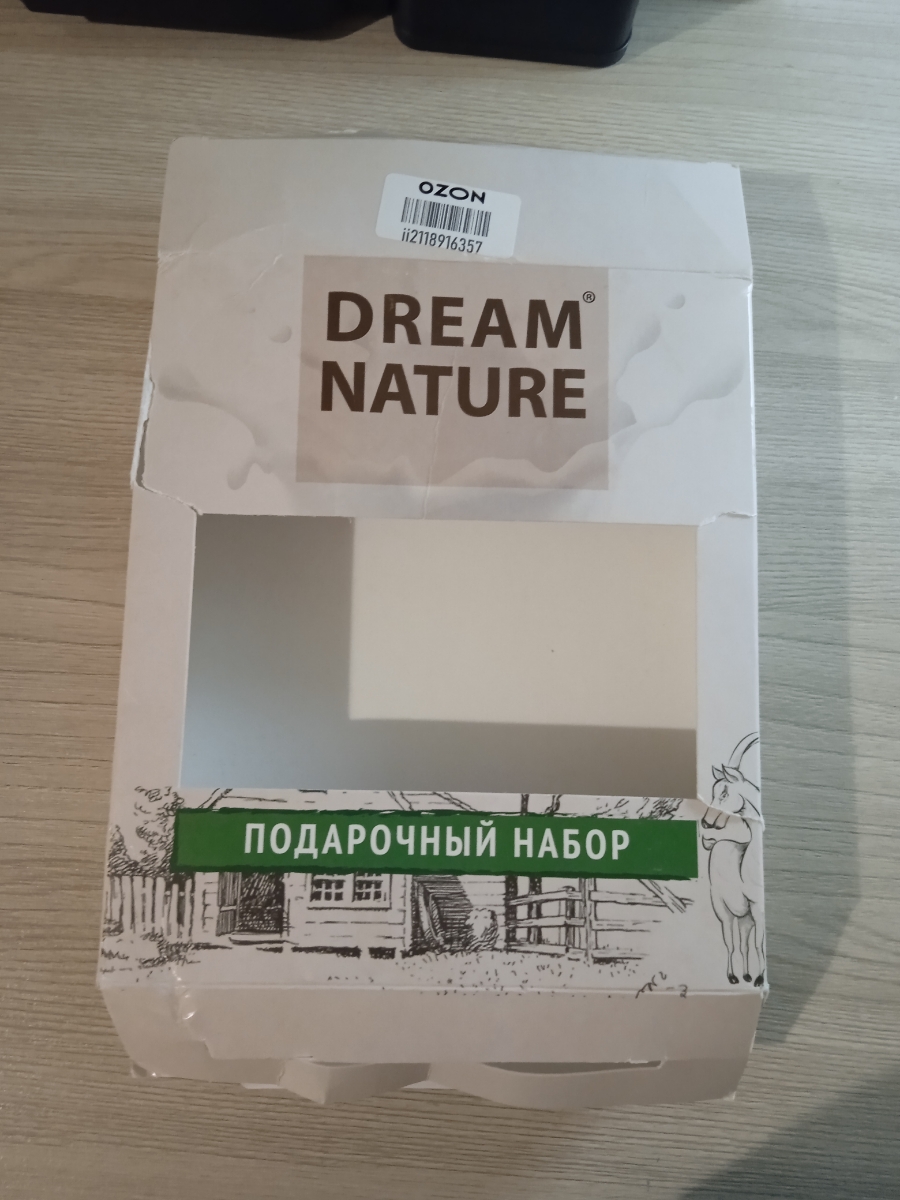 OZON
ii2118916357
DREAM®
NATURE
ПОДАРОЧНЫЙ НАБОР